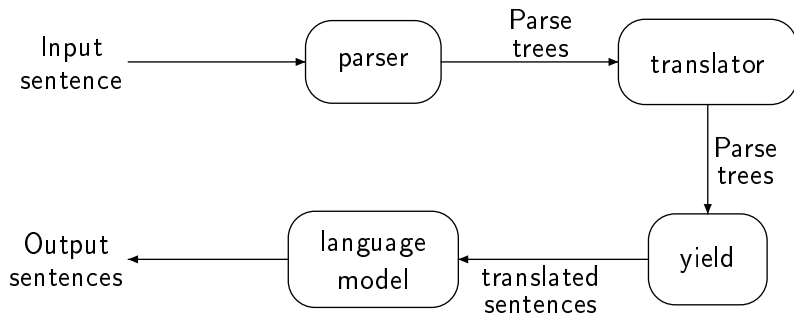 Input
sentence
parser
Parse
trees
translator
Parse
trees
yield
translated
sentences
language
model
Output
sentences